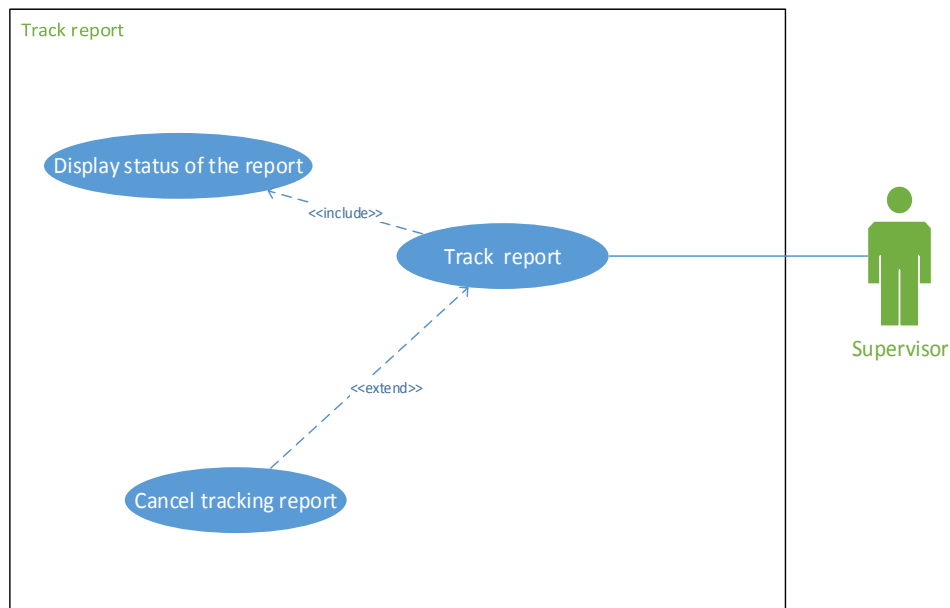 Track report
Display status of the report
<<include>>
Track report
Supervisor
<<extend>>
Cancel tracking report